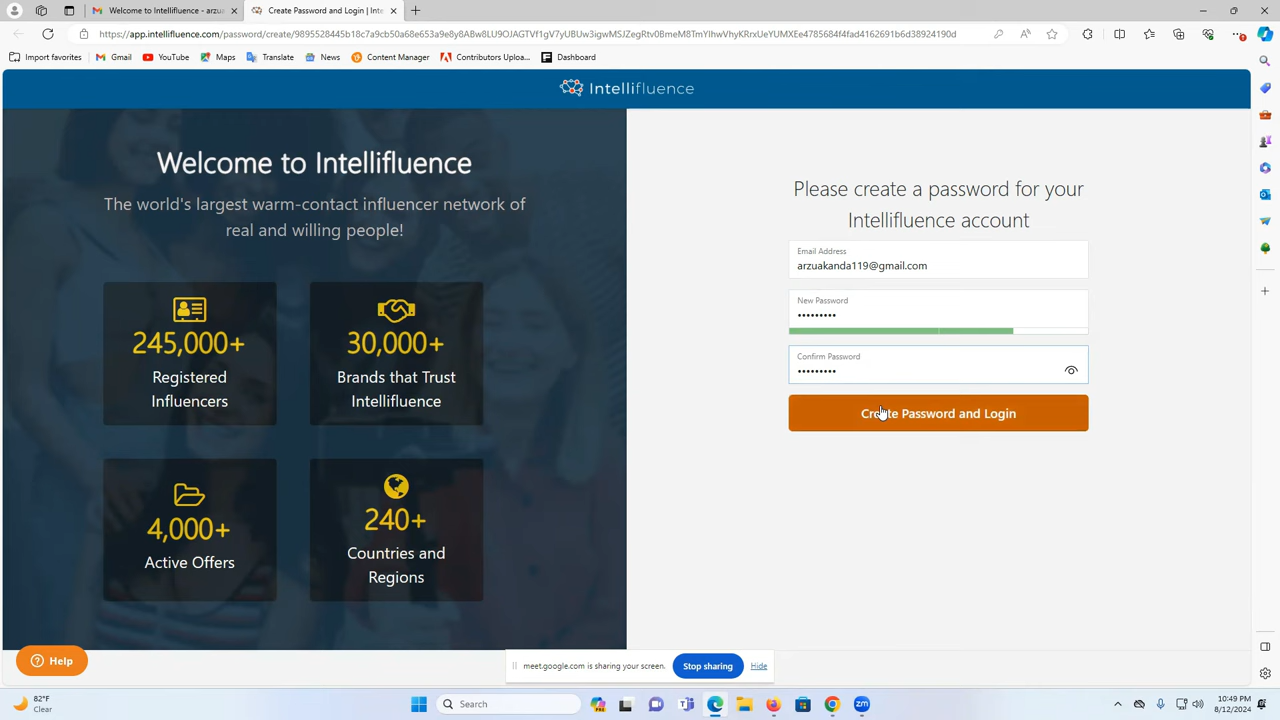 Welcome to Intellifluence - arzua
Create Password and Login | Inte
https://app.intellifluence.com/password/create/9895528445b18c7a9cb50a68e653a9e8y8ABw8LU9OJAGTVf1gV7yUBUw3igwMSJZegRtv0BmeM8TmYlhwVhyKRrxUeYUMXEe4785684f4fad4162691b6d38924190d
Import favorites
Gmail
YouTube
Maps
Translate
News
Content Manager
Contributors Uploa...
Dashboard
Intellifluence
Welcome to Intellifluence
The world's largest warm-contact influencer network of
real and willing people!
245,000+
Registered
Influencers
30,000+
Brands that Trust
Intellifluence
4,000+
Active Offers
240+
Countries and
Regions
Please create a password for your
Intellifluence account
Email Address
arzuakanda119@gmail.com
New Password
•••••••••
Confirm Password
•••••••••
Create Password and Login
Help
meet.google.com is sharing your screen.
Stop sharing
Hide
82°F
Clear
Search
zm
10:49 PM
8/12/2024